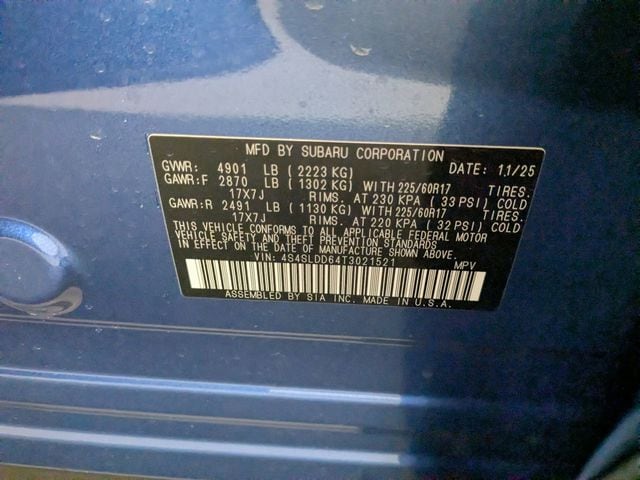 MFD BY SUBARU CORPORATION
GVWR: 4901 LB ( 2223 KG) DATE: 11/25
GAWR:F 2870 LB ( 1302 KG) WITH 225/60R17 TIRES.
17X7J RIMS. AT 230 KPA ( 33 PSI) COLD
GAWR:R 2491 LB ( 1130 KG) WITH 225/60R17 TIRES.
17X7J RIMS. AT 220 KPA ( 32 PSI) COLD
THIS VEHICLE CONFORMS TO ALL APPLICABLE FEDERAL MOTOR
VEHICLE SAFETY AND THEFT PREVENTION STANDARDS
IN EFFECT ON THE DATE OF MANUFACTURE SHOWN ABOVE.
VIN: 4S4SLDD64T3021521 MPV
ASSEMBLED BY SIA INC. MADE IN U.S.A.